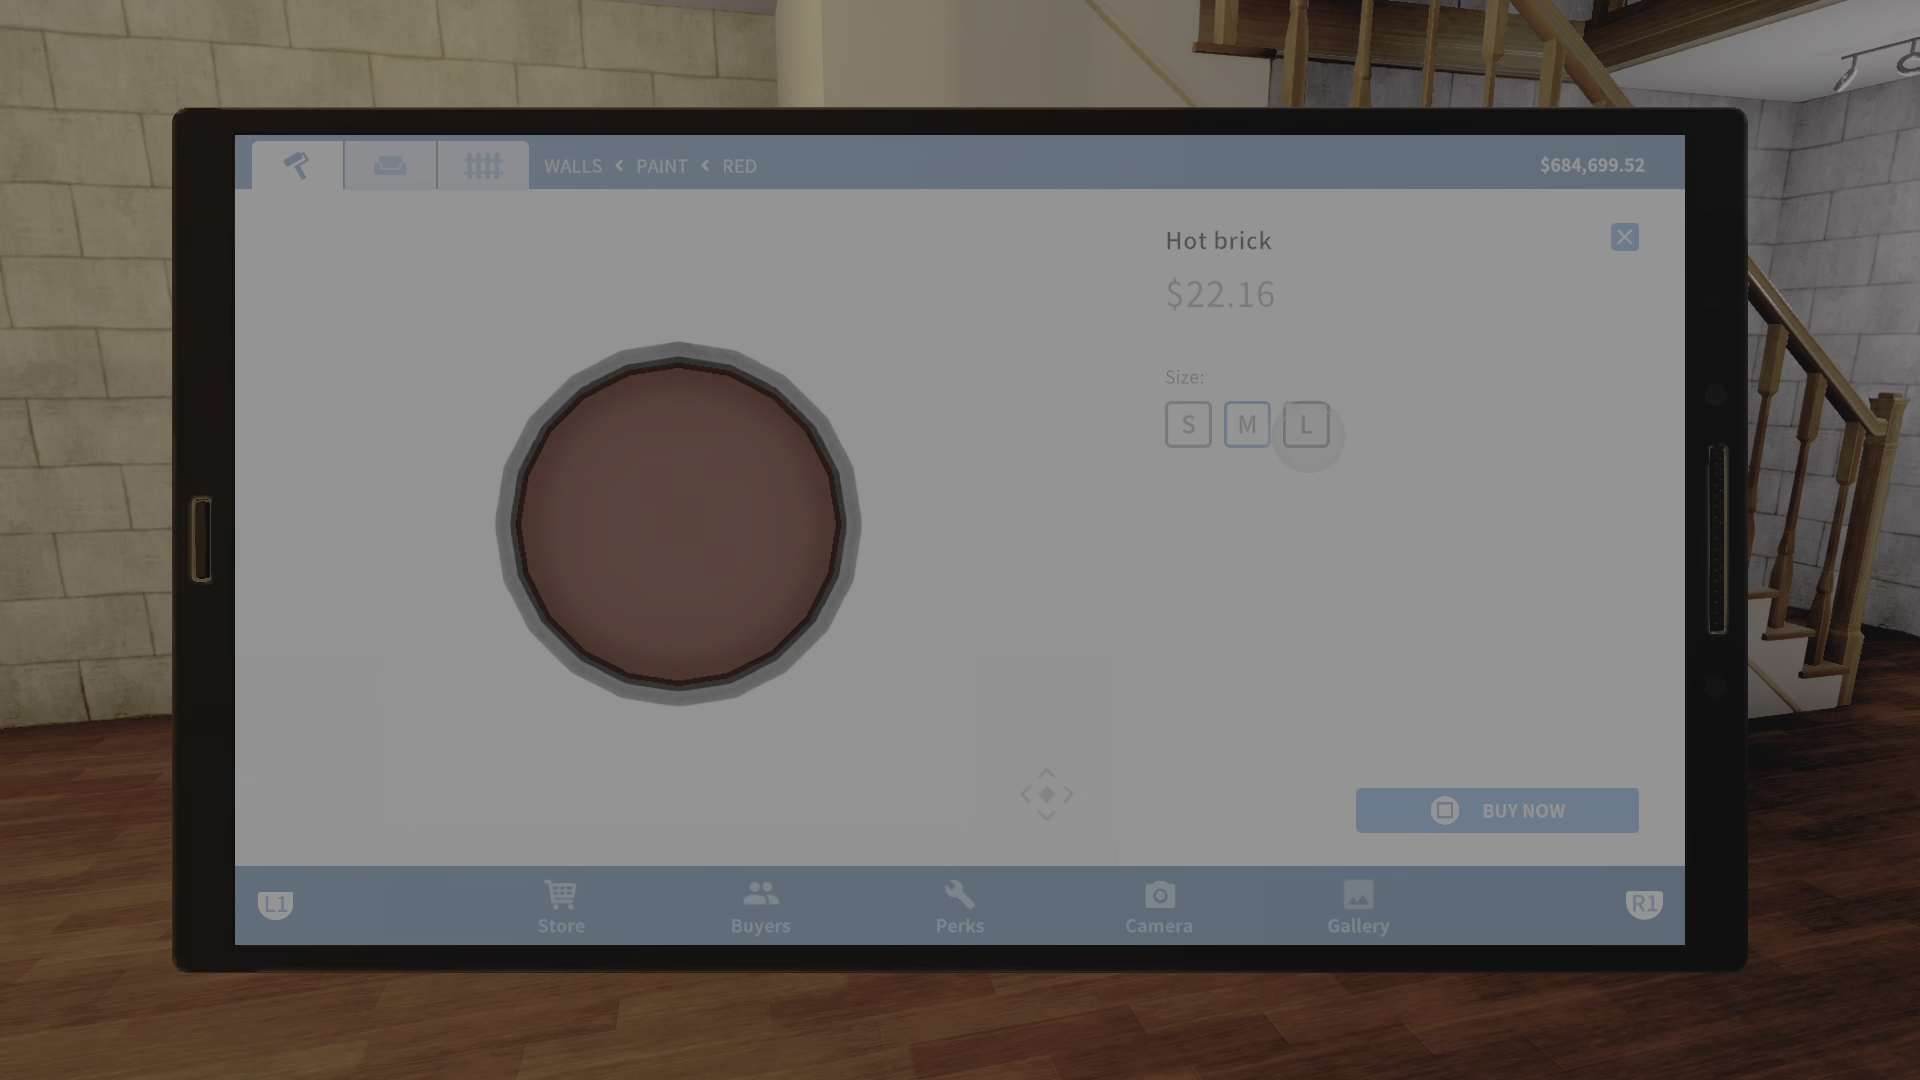 WALLS < PAINT < RED
$684,699.52
Hot brick
$22.16
Size:
S M L
BUY NOW
L1
Store
Buyers
Perks
Camera
Gallery
R1